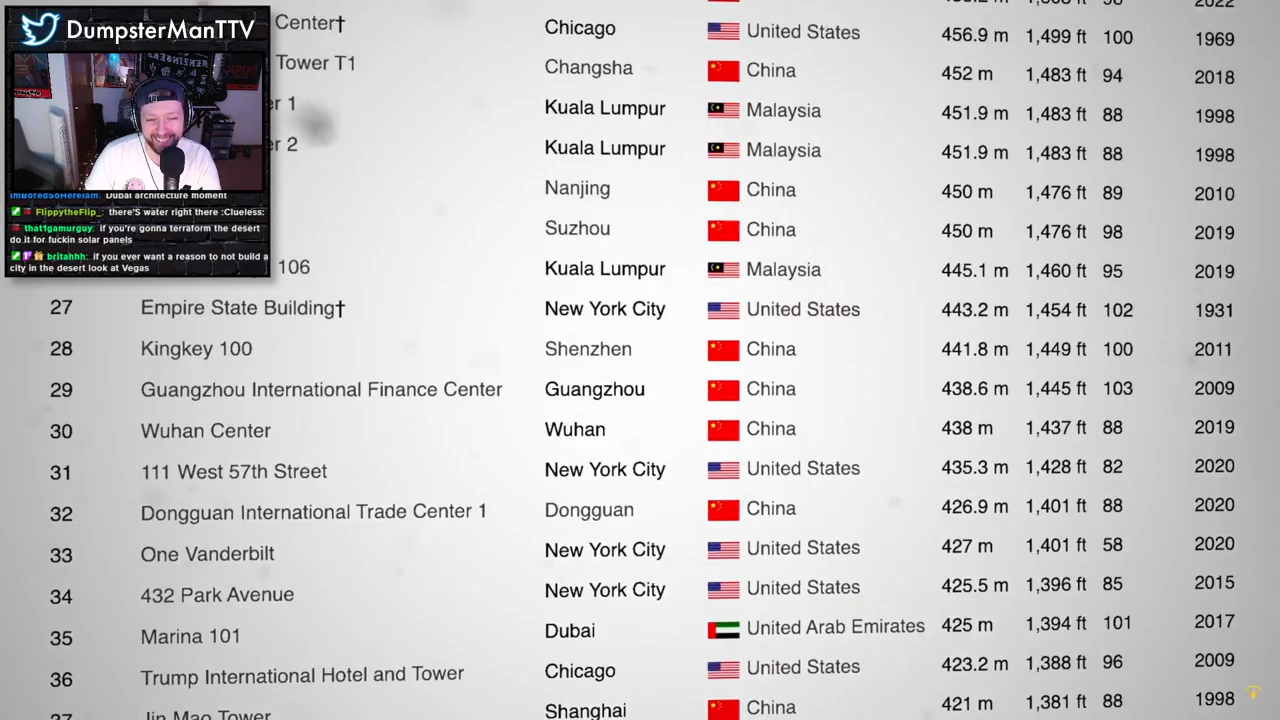 DumpsterManTTV
ImBoredSoHereIam: Dubai architecture moment
FlippytheFlip_: there'S water right there :Clueless:
that1gamurguy: if you're gonna terraform the desert
do it for fuckin solar panels
britahhh: if you ever want a reason to not build a
city in the desert look at Vegas
2022
Center† Chicago United States 456.9 m 1,499 ft 100 1969
Tower T1 Changsha China 452 m 1,483 ft 94 2018
er 1 Kuala Lumpur Malaysia 451.9 m 1,483 ft 88 1998
er 2 Kuala Lumpur Malaysia 451.9 m 1,483 ft 88 1998
Nanjing China 450 m 1,476 ft 89 2010
Suzhou China 450 m 1,476 ft 98 2019
106 Kuala Lumpur Malaysia 445.1 m 1,460 ft 95 2019
27 Empire State Building† New York City United States 443.2 m 1,454 ft 102 1931
28 Kingkey 100 Shenzhen China 441.8 m 1,449 ft 100 2011
29 Guangzhou International Finance Center Guangzhou China 438.6 m 1,445 ft 103 2009
30 Wuhan Center Wuhan China 438 m 1,437 ft 88 2019
31 111 West 57th Street New York City United States 435.3 m 1,428 ft 82 2020
32 Dongguan International Trade Center 1 Dongguan China 426.9 m 1,401 ft 88 2020
33 One Vanderbilt New York City United States 427 m 1,401 ft 58 2020
34 432 Park Avenue New York City United States 425.5 m 1,396 ft 85 2015
35 Marina 101 Dubai United Arab Emirates 425 m 1,394 ft 101 2017
36 Trump International Hotel and Tower Chicago United States 423.2 m 1,388 ft 96 2009
37 Jin Mao Tower Shanghai China 421 m 1,381 ft 88 1998